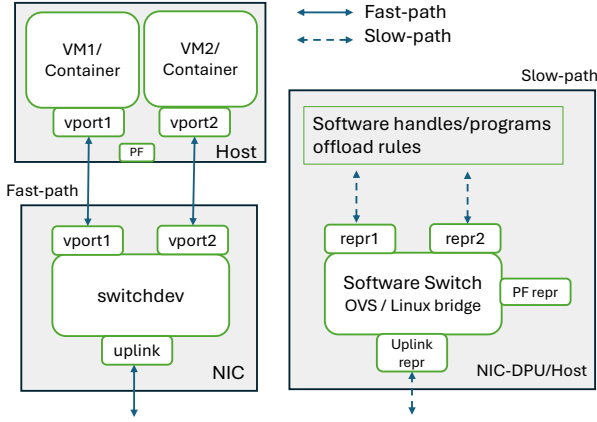 Fast-path
Slow-path
VM1/
Container
VM2/
Container
vport1
vport2
PF
Host
Fast-path
vport1
vport2
switchdev
uplink
NIC
Slow-path
Software handles/programs
offload rules
repr1
repr2
Software Switch
OVS / Linux bridge
PF repr
Uplink
repr
NIC-DPU/Host